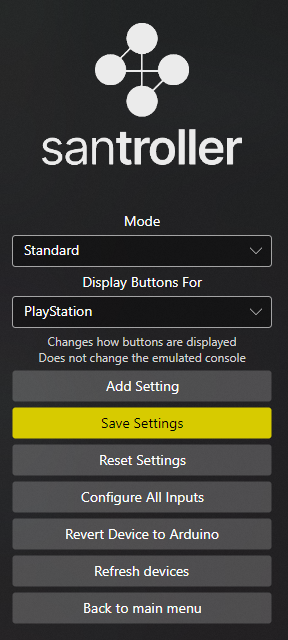 santroller
Mode
Standard
Display Buttons For
PlayStation
Changes how buttons are displayed
Does not change the emulated console
Add Setting
Save Settings
Reset Settings
Configure All Inputs
Revert Device to Arduino
Refresh devices
Back to main menu